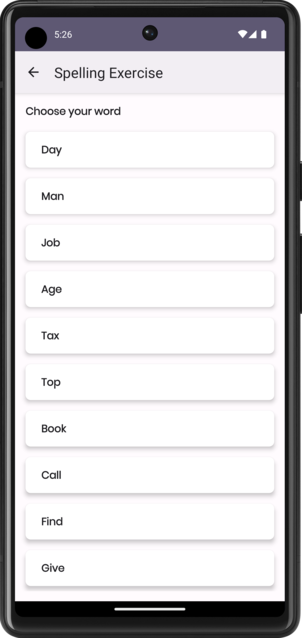 5:26
Spelling Exercise
Choose your word
Day
Man
Job
Age
Tax
Top
Book
Call
Find
Give